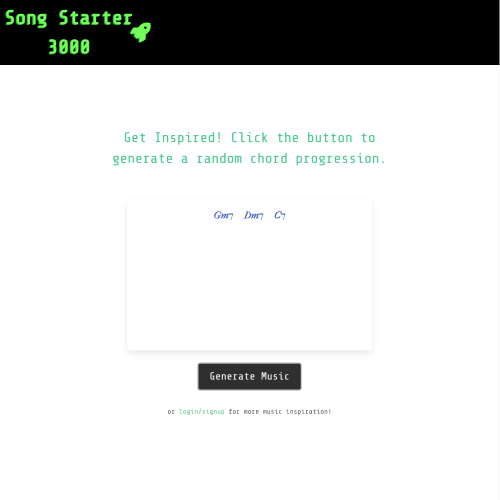 Song Starter
3000
Get Inspired! Click the button to
generate a random chord progression.
Gm7 Dm7 C7
Generate Music
or login/signup for more music inspiration!